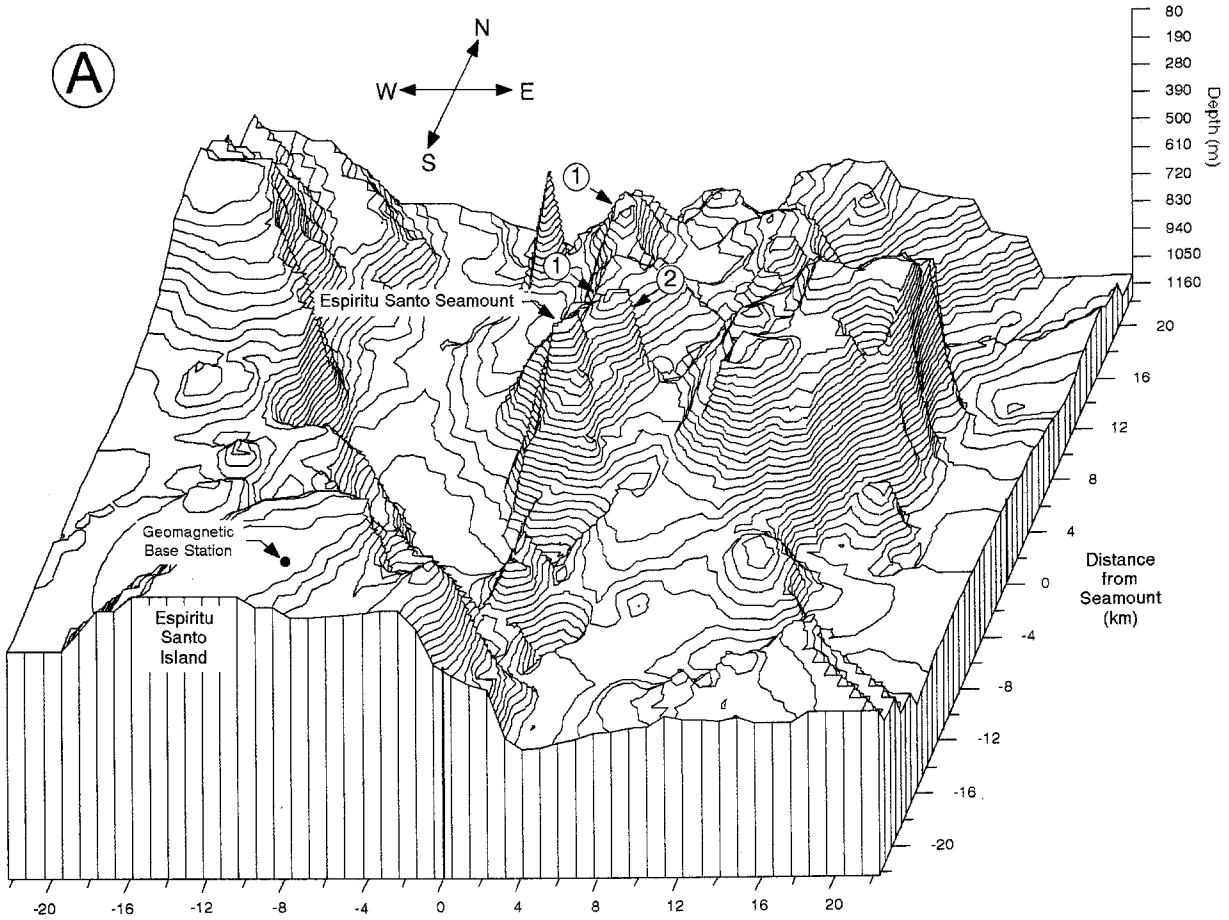 A
N
W E
S
80
190
280
390
500
610
720
830
940
1050
1160
Depth (m)
1
1
2
Espiritu Santo Seamount
Geomagnetic
Base Station
Espiritu
Santo
Island
20
16
12
8
4
0
-4
-8
-12
-16
-20
Distance
from
Seamount
(km)
-20 -16 -12 -8 -4 0 4 8 12 16 20